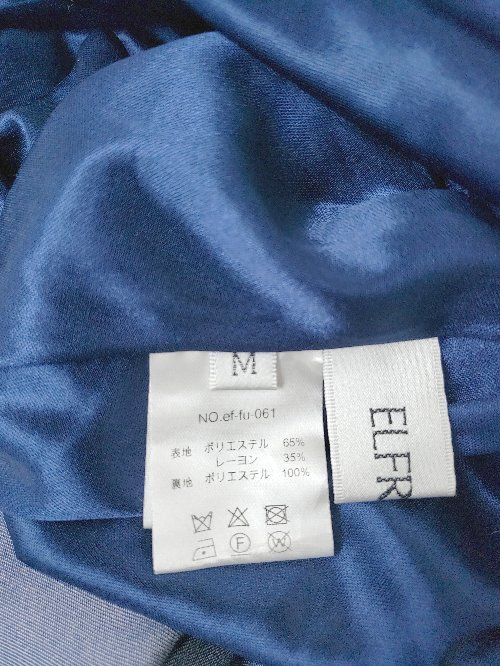 M
NO.ef-fu-061
表地 ポリエステル 65%
レーヨン 35%
裏地 ポリエステル 100%
F
W
ELFR